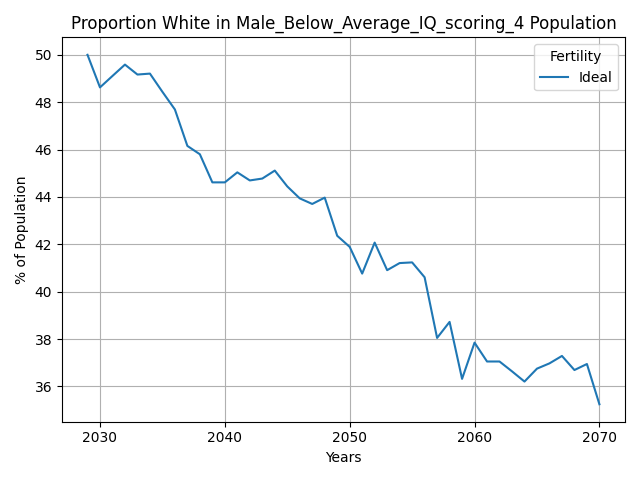 Proportion White in Male_Below_Average_IQ_scoring_4 Population
Fertility
Ideal
% of Population
50
48
46
44
42
40
38
36
2030
2040
2050
2060
2070
Years